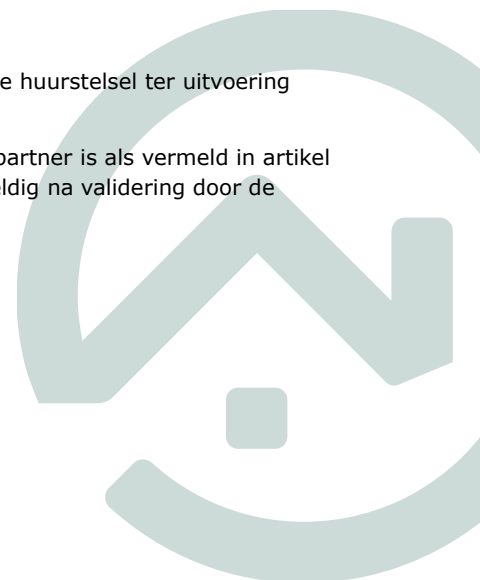 e huurstelsel ter uitvoering
partner is als vermeld in artikel
ldig na validering door de